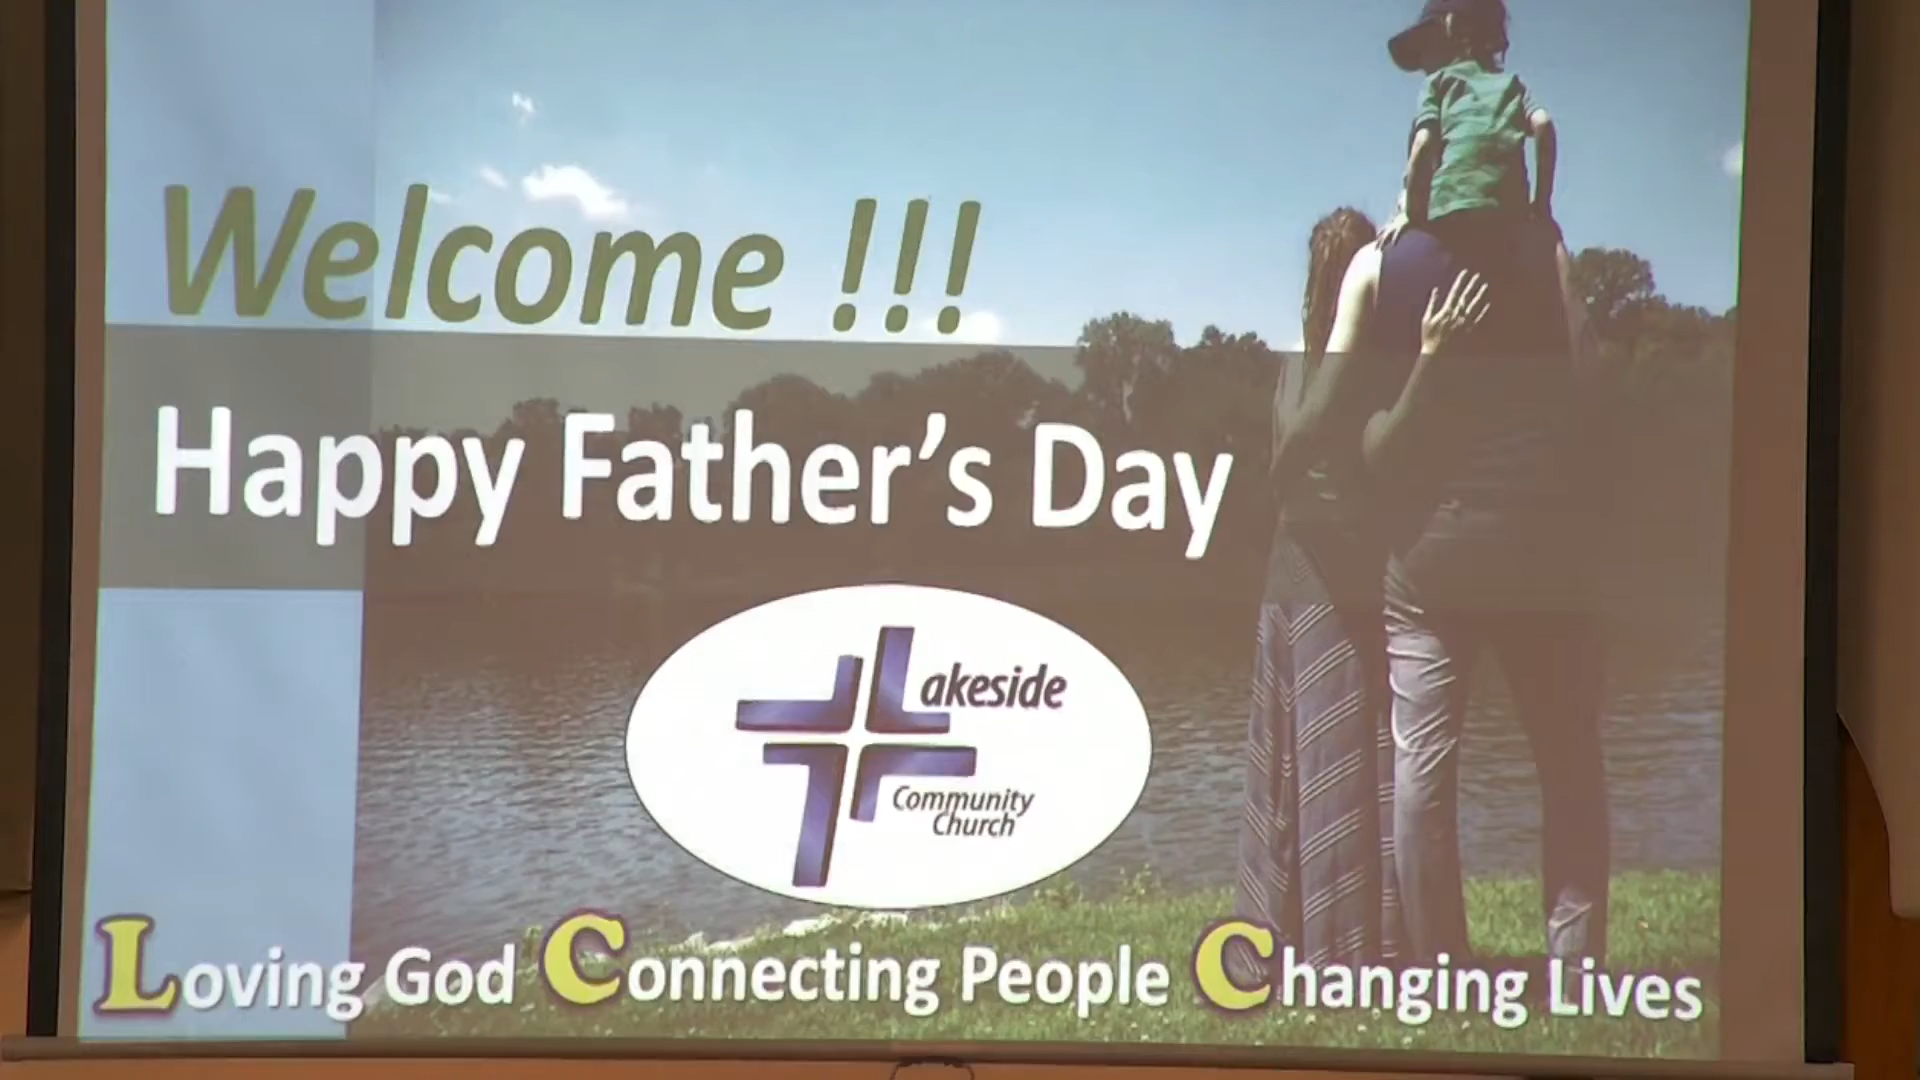 Welcome !!!
Happy Father's Day
Lakeside
Community
Church
Loving God Connecting People Changing Lives